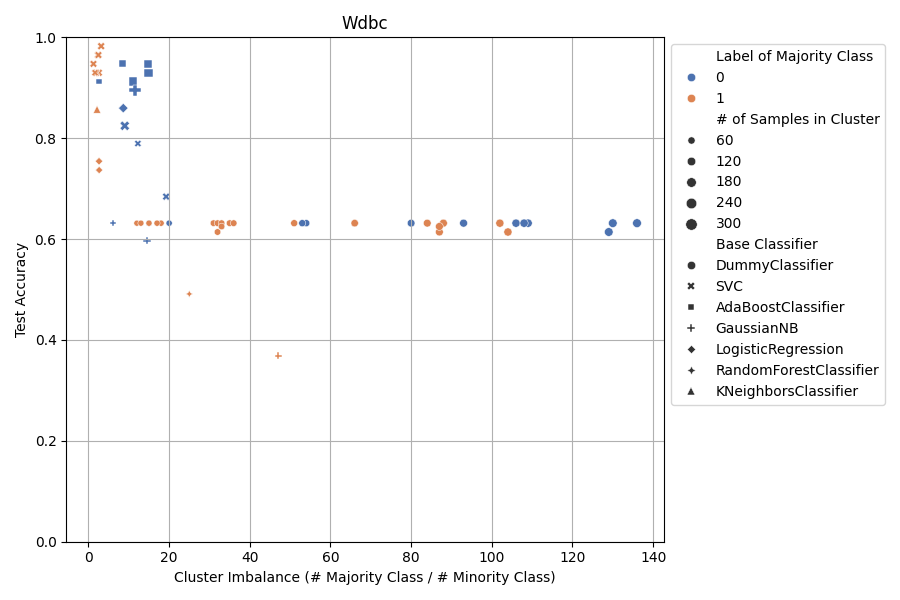 Wdbc
1.0
0.8
0.6
0.4
0.2
0.0
Test Accuracy
0
20
40
60
80
100
120
140
Cluster Imbalance (# Majority Class / # Minority Class)
Label of Majority Class
0
1
# of Samples in Cluster
60
120
180
240
300
Base Classifier
DummyClassifier
SVC
AdaBoostClassifier
GaussianNB
LogisticRegression
RandomForestClassifier
KNeighborsClassifier